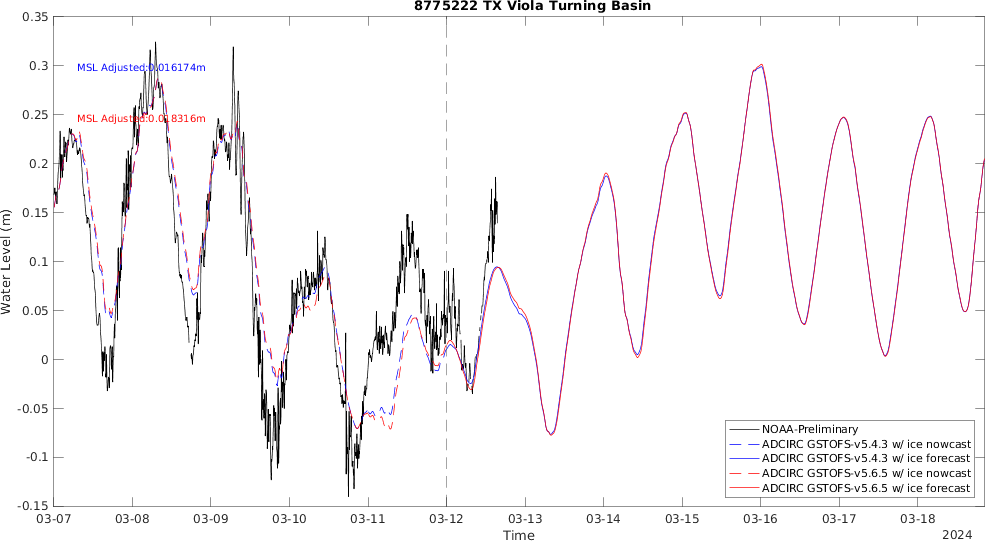 8775222 TX Viola Turning Basin
0.35
0.3
0.25
0.2
0.15
0.1
0.05
0
-0.05
-0.1
-0.15
Water Level (m)
MSL Adjusted:0.016174m
MSL Adjusted:0.018316m
NOAA-Preliminary
ADCIRC GSTOFS-v5.4.3 w/ ice nowcast
ADCIRC GSTOFS-v5.4.3 w/ ice forecast
ADCIRC GSTOFS-v5.6.5 w/ ice nowcast
ADCIRC GSTOFS-v5.6.5 w/ ice forecast
03-07 03-08 03-09 03-10 03-11 03-12 03-13 03-14 03-15 03-16 03-17 03-18
Time
2024